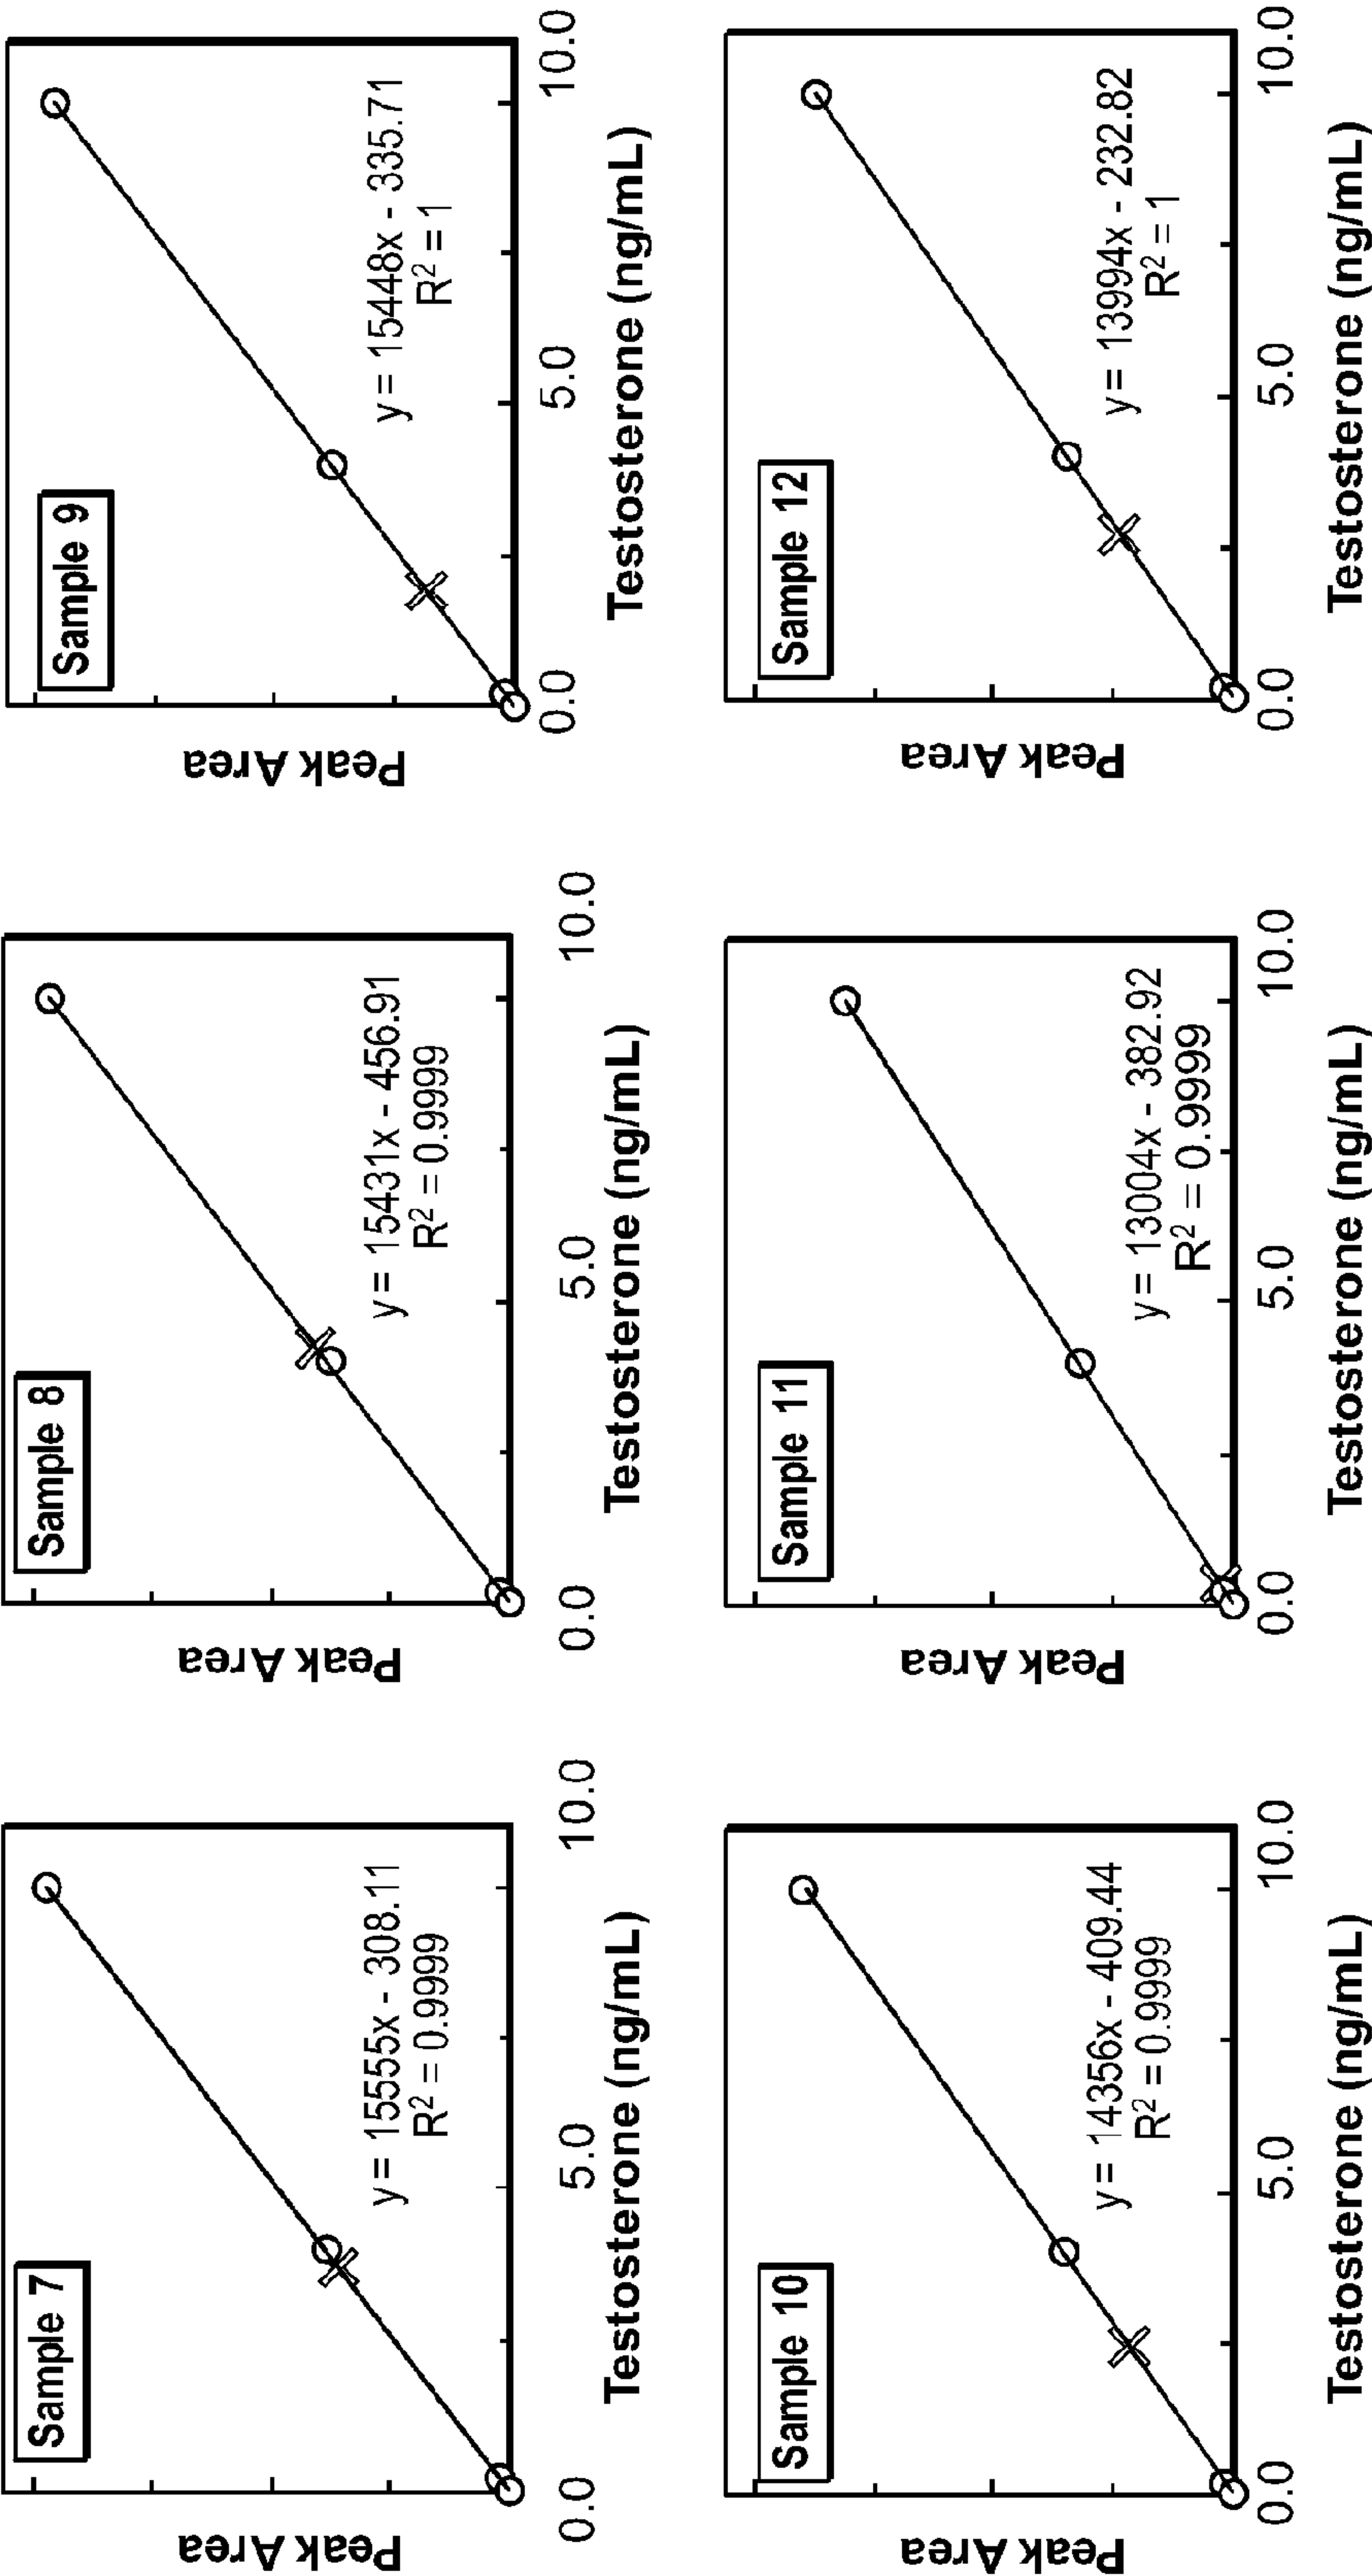 Sample 7
Peak Area
y = 15555x - 308.11
R² = 0.9999
0.0 5.0 10.0
Testosterone (ng/mL)
Sample 8
Peak Area
y = 15431x - 456.91
R² = 0.9999
0.0 5.0 10.0
Testosterone (ng/mL)
Sample 9
Peak Area
y = 15448x - 335.71
R² = 1
0.0 5.0 10.0
Testosterone (ng/mL)
Sample 10
Peak Area
y = 14356x - 409.44
R² = 0.9999
0.0 5.0 10.0
Testosterone (ng/mL)
Sample 11
Peak Area
y = 13004x - 382.92
R² = 0.9999
0.0 5.0 10.0
Testosterone (ng/mL)
Sample 12
Peak Area
y = 13994x - 232.82
R² = 1
0.0 5.0 10.0
Testosterone (ng/mL)